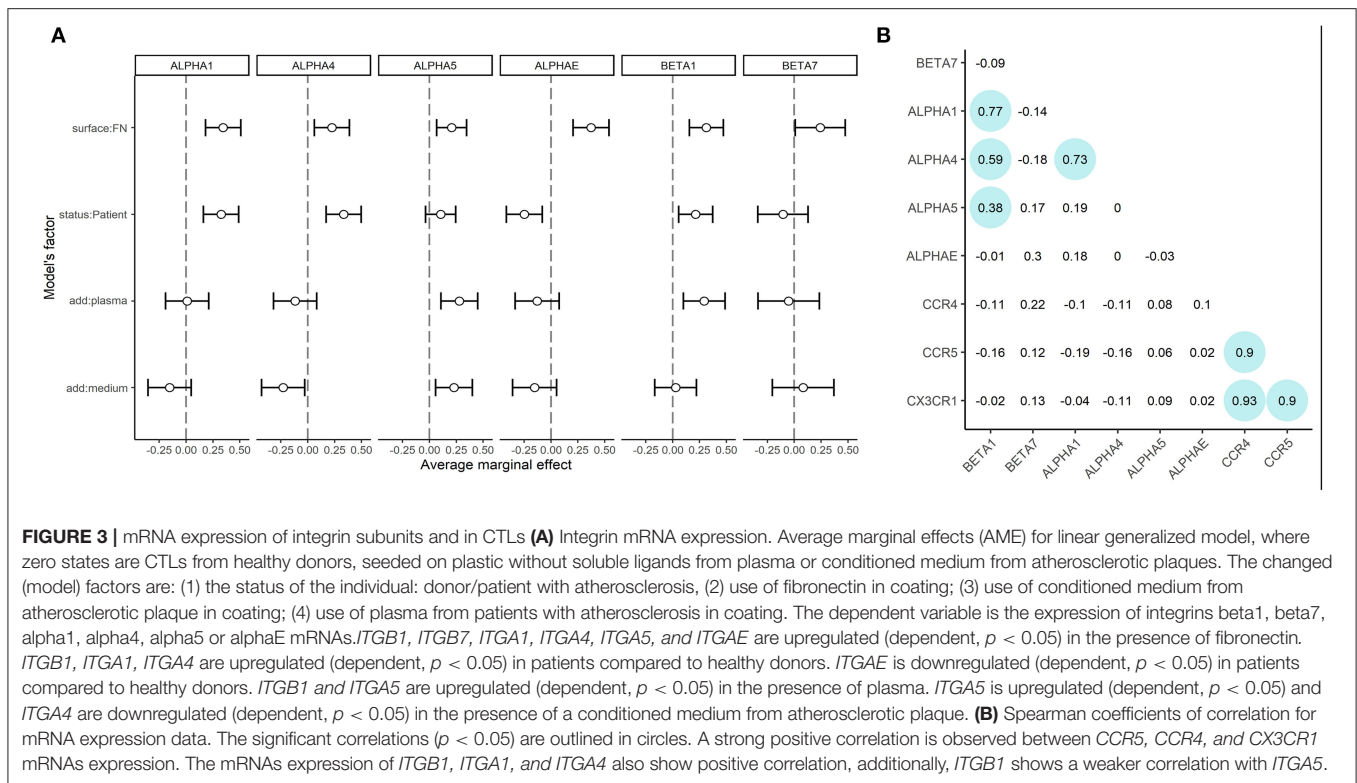 A
ALPHA1 ALPHA4 ALPHA5 ALPHAE BETA1 BETA7
surface:FN
status:Patient
add:plasma
add:medium
Model's factor
-0.25 0.00 0.25 0.50 -0.25 0.00 0.25 0.50 -0.25 0.00 0.25 0.50 -0.25 0.00 0.25 0.50 -0.25 0.00 0.25 0.50 -0.25 0.00 0.25 0.50
Average marginal effect
B
BETA7 -0.09
ALPHA1 0.77 -0.14
ALPHA4 0.59 -0.18 0.73
ALPHA5 0.38 0.17 0.19 0
ALPHAE -0.01 0.3 0.18 0 -0.03
CCR4 -0.11 0.22 -0.1 -0.11 0.08 0.1
CCR5 -0.16 0.12 -0.19 -0.16 0.06 0.02 0.9
CX3CR1 -0.02 0.13 -0.04 -0.11 0.09 0.02 0.93 0.9
BETA1 BETA7 ALPHA1 ALPHA4 ALPHA5 ALPHAE CCR4 CCR5
FIGURE 3 | mRNA expression of integrin subunits and in CTLs (A) Integrin mRNA expression. Average marginal effects (AME) for linear generalized model, where
zero states are CTLs from healthy donors, seeded on plastic without soluble ligands from plasma or conditioned medium from atherosclerotic plaques. The changed
(model) factors are: (1) the status of the individual: donor/patient with atherosclerosis, (2) use of fibronectin in coating; (3) use of conditioned medium from
atherosclerotic plaque in coating; (4) use of plasma from patients with atherosclerosis in coating. The dependent variable is the expression of integrins beta1, beta7,
alpha1, alpha4, alpha5 or alphaE mRNAs.ITGB1, ITGB7, ITGA1, ITGA4, ITGA5, and ITGAE are upregulated (dependent, p < 0.05) in the presence of fibronectin.
ITGB1, ITGA1, ITGA4 are upregulated (dependent, p < 0.05) in patients compared to healthy donors. ITGAE is downregulated (dependent, p < 0.05) in patients
compared to healthy donors. ITGB1 and ITGA5 are upregulated (dependent, p < 0.05) in the presence of plasma. ITGA5 is upregulated (dependent, p < 0.05) and
ITGA4 are downregulated (dependent, p < 0.05) in the presence of a conditioned medium from atherosclerotic plaque. (B) Spearman coefficients of correlation for
mRNA expression data. The significant correlations (p < 0.05) are outlined in circles. A strong positive correlation is observed between CCR5, CCR4, and CX3CR1
mRNAs expression. The mRNAs expression of ITGB1, ITGA1, and ITGA4 also show positive correlation, additionally, ITGB1 shows a weaker correlation with ITGA5.